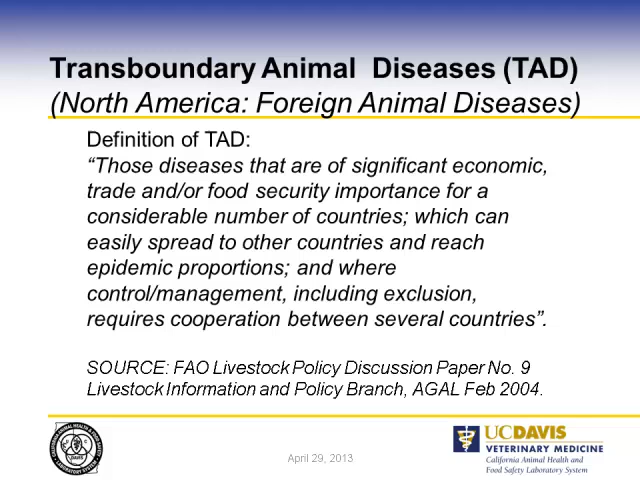 Transboundary Animal Diseases (TAD)
(North America: Foreign Animal Diseases)
Definition of TAD:
“Those diseases that are of significant economic,
trade and/or food security importance for a
considerable number of countries; which can
easily spread to other countries and reach
epidemic proportions; and where
control/management, including exclusion,
requires cooperation between several countries”.
SOURCE: FAO Livestock Policy Discussion Paper No. 9
Livestock Information and Policy Branch, AGAL Feb 2004.
April 29, 2013
UCDAVIS
VETERINARY MEDICINE
California Animal Health and
Food Safety Laboratory System